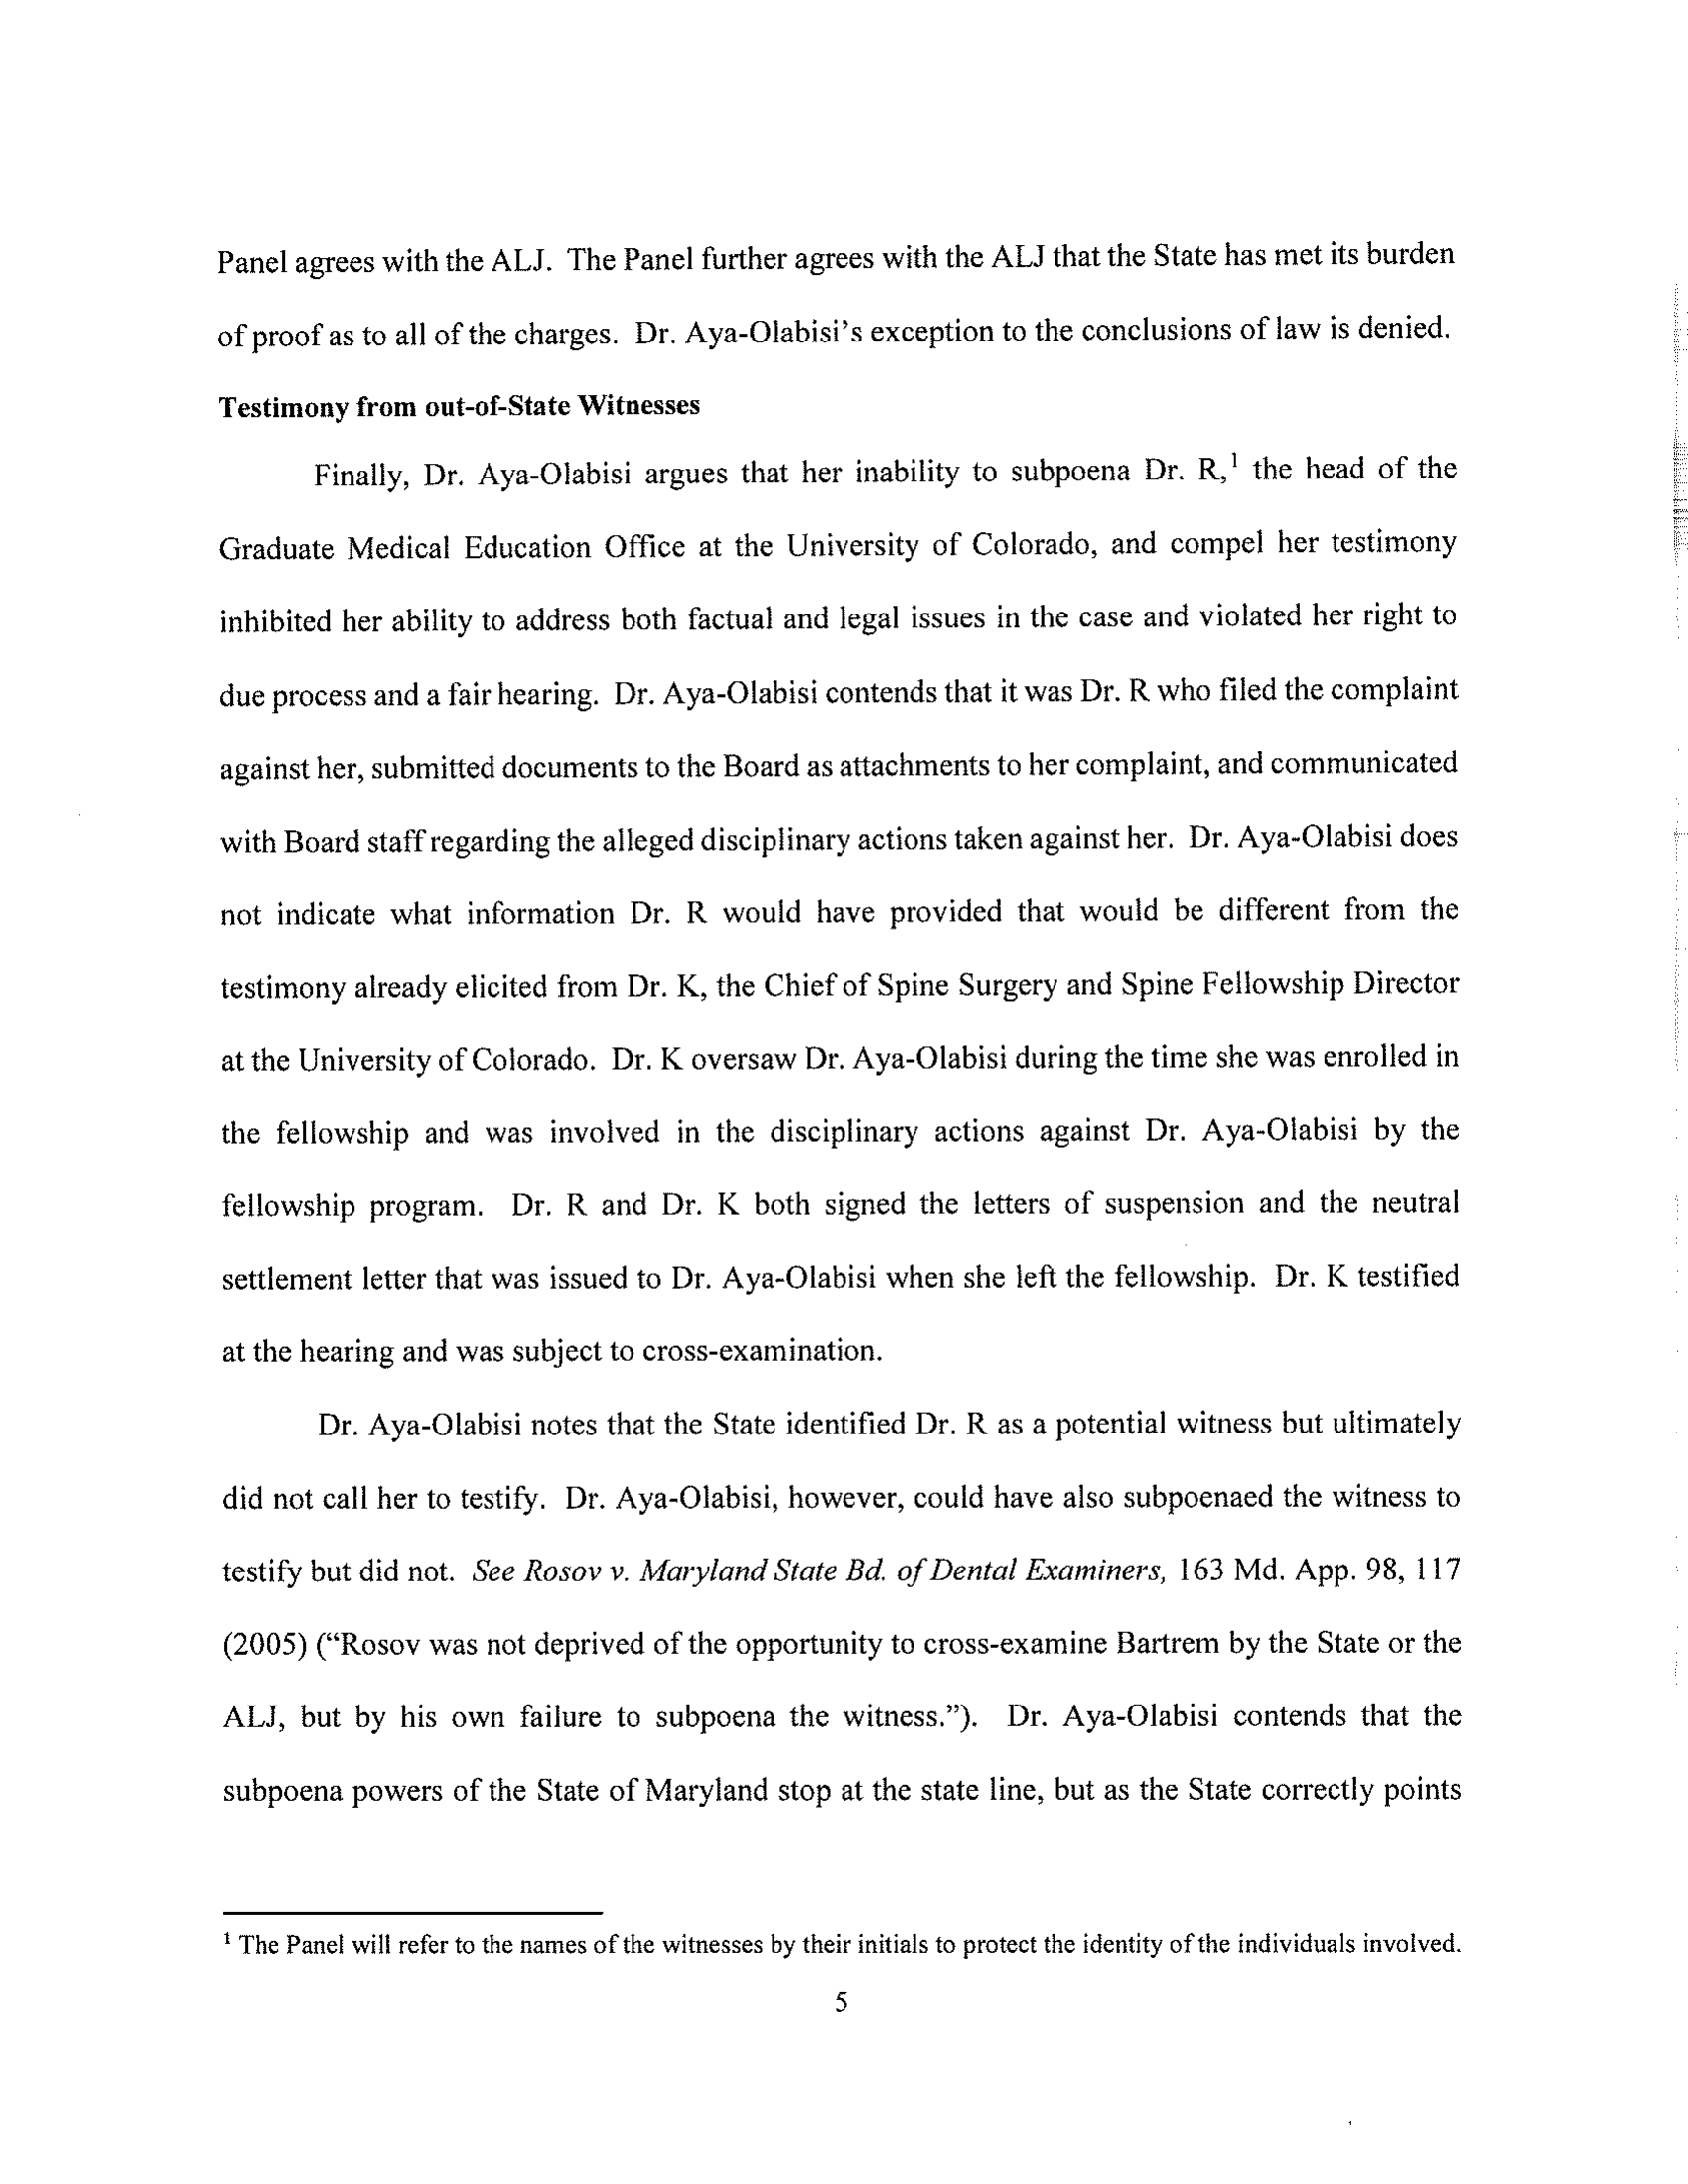 Panel agrees with the ALJ. The Panel further agrees with the ALJ that the State has met its burden
of proof as to all of the charges. Dr. Aya-Olabisi's exception to the conclusions of law is denied.
Testimony from out-of-State Witnesses
Finally, Dr. Aya-Olabisi argues that her inability to subpoena Dr. R,¹ the head of the
Graduate Medical Education Office at the University of Colorado, and compel her testimony
inhibited her ability to address both factual and legal issues in the case and violated her right to
due process and a fair hearing. Dr. Aya-Olabisi contends that it was Dr. R who filed the complaint
against her, submitted documents to the Board as attachments to her complaint, and communicated
with Board staff regarding the alleged disciplinary actions taken against her. Dr. Aya-Olabisi does
not indicate what information Dr. R would have provided that would be different from the
testimony already elicited from Dr. K, the Chief of Spine Surgery and Spine Fellowship Director
at the University of Colorado. Dr. K oversaw Dr. Aya-Olabisi during the time she was enrolled in
the fellowship and was involved in the disciplinary actions against Dr. Aya-Olabisi by the
fellowship program. Dr. R and Dr. K both signed the letters of suspension and the neutral
settlement letter that was issued to Dr. Aya-Olabisi when she left the fellowship. Dr. K testified
at the hearing and was subject to cross-examination.
Dr. Aya-Olabisi notes that the State identified Dr. R as a potential witness but ultimately
did not call her to testify. Dr. Aya-Olabisi, however, could have also subpoenaed the witness to
testify but did not. See Rosov v. Maryland State Bd. of Dental Examiners, 163 Md. App. 98, 117
(2005) (“Rosov was not deprived of the opportunity to cross-examine Bartrem by the State or the
ALJ, but by his own failure to subpoena the witness.”). Dr. Aya-Olabisi contends that the
subpoena powers of the State of Maryland stop at the state line, but as the State correctly points
¹ The Panel will refer to the names of the witnesses by their initials to protect the identity of the individuals involved.
5